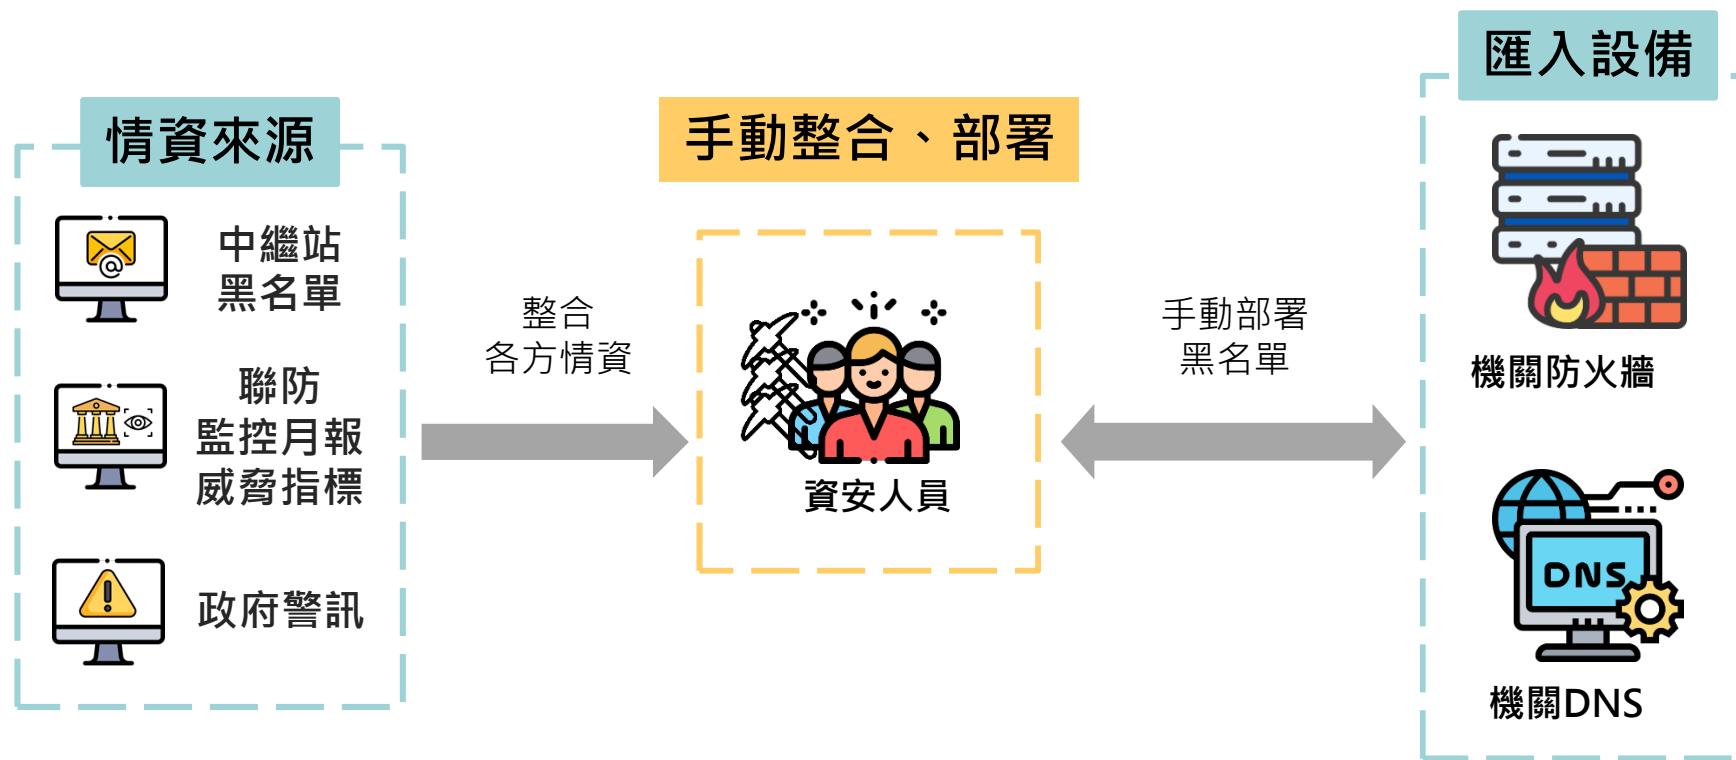 情資來源
中繼站
黑名單
聯防
監控月報
威脅指標
政府警訊
整合
各方情資
手動整合、部署
資安人員
手動部署
黑名單
匯入設備
機關防火牆
DNS
機關DNS